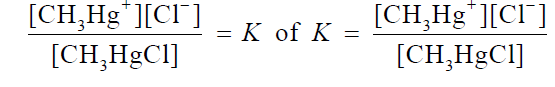 [CH₃Hg⁺][Cl⁻] / [CH₃HgCl] = K of K = [CH₃Hg⁺][Cl⁻] / [CH₃HgCl]